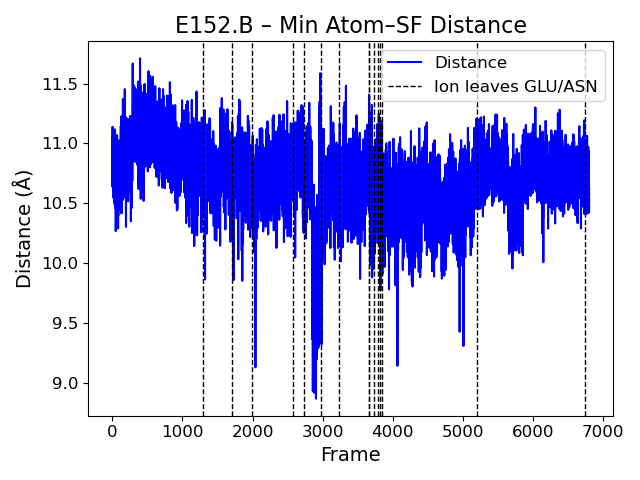 E152.B – Min Atom–SF Distance
Distance
Ion leaves GLU/ASN
Distance (Å)
11.5
11.0
10.5
10.0
9.5
9.0
0 1000 2000 3000 4000 5000 6000 7000
Frame